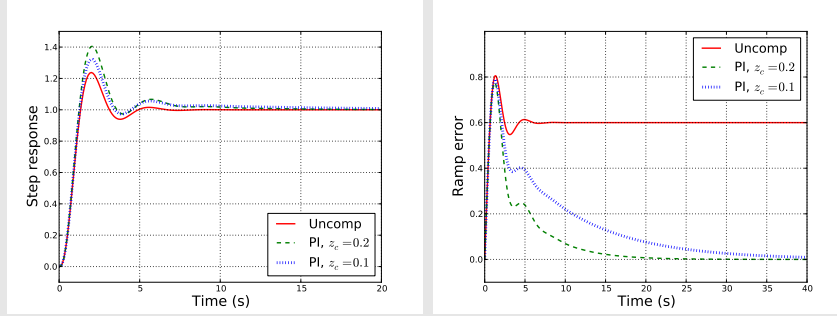 1.4
1.2
1.0
0.8
0.6
0.4
0.2
0.0
Step response
0 5 10 15 20
Time (s)
Uncomp
PI, z_c = 0.2
PI, z_c = 0.1
0.8
0.6
0.4
0.2
0.0
Ramp error
0 5 10 15 20 25 30 35 40
Time (s)
Uncomp
PI, z_c = 0.2
PI, z_c = 0.1